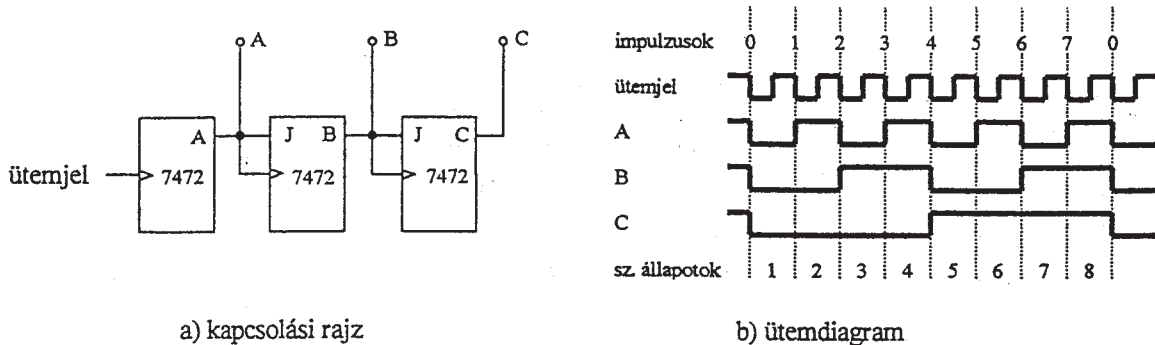 A
B
C
A
J
B
J
C
ütemjel
7472
7472
7472
a) kapcsolási rajz
impulzusok 0 1 2 3 4 5 6 7 0
ütemjel
A
B
C
sz. állapotok 1 2 3 4 5 6 7 8
b) ütemdiagram